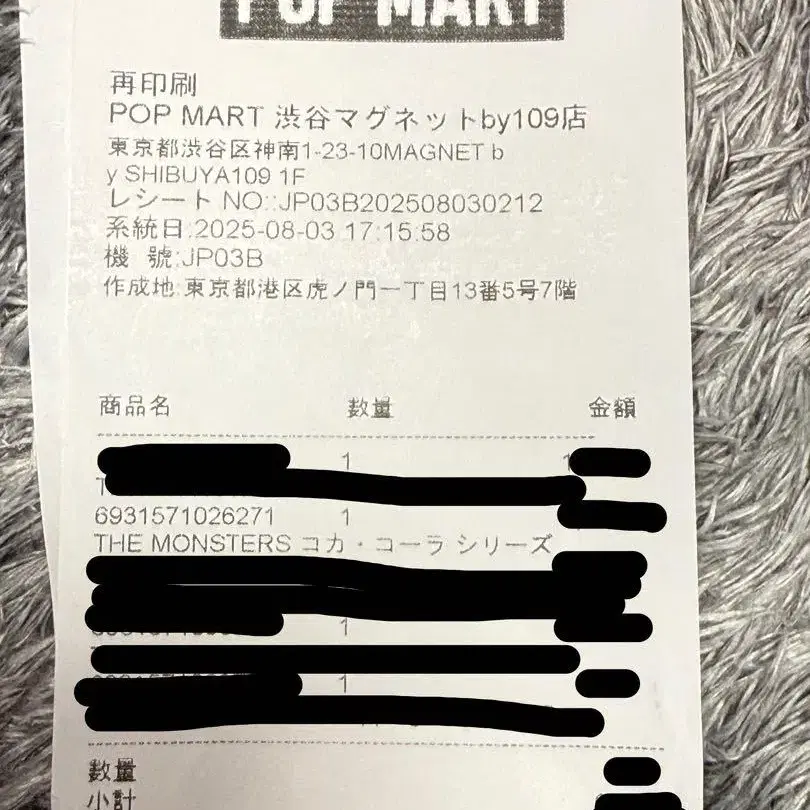 POP MART
再印刷
POP MART 渋谷マグネットby109店
東京都渋谷区神南1-23-10MAGNET b
y SHIBUYA109 1F
レシート NO.:JP03B202508030212
系統日:2025-08-03 17:15:58
機 號:JP03B
作成地:東京都港区虎ノ門一丁目13番5号7階
商品名 数量 金額
1 1
T
6931571026271 1
THE MONSTERS コカ・コーラ シリーズ
1
1
数量
小計